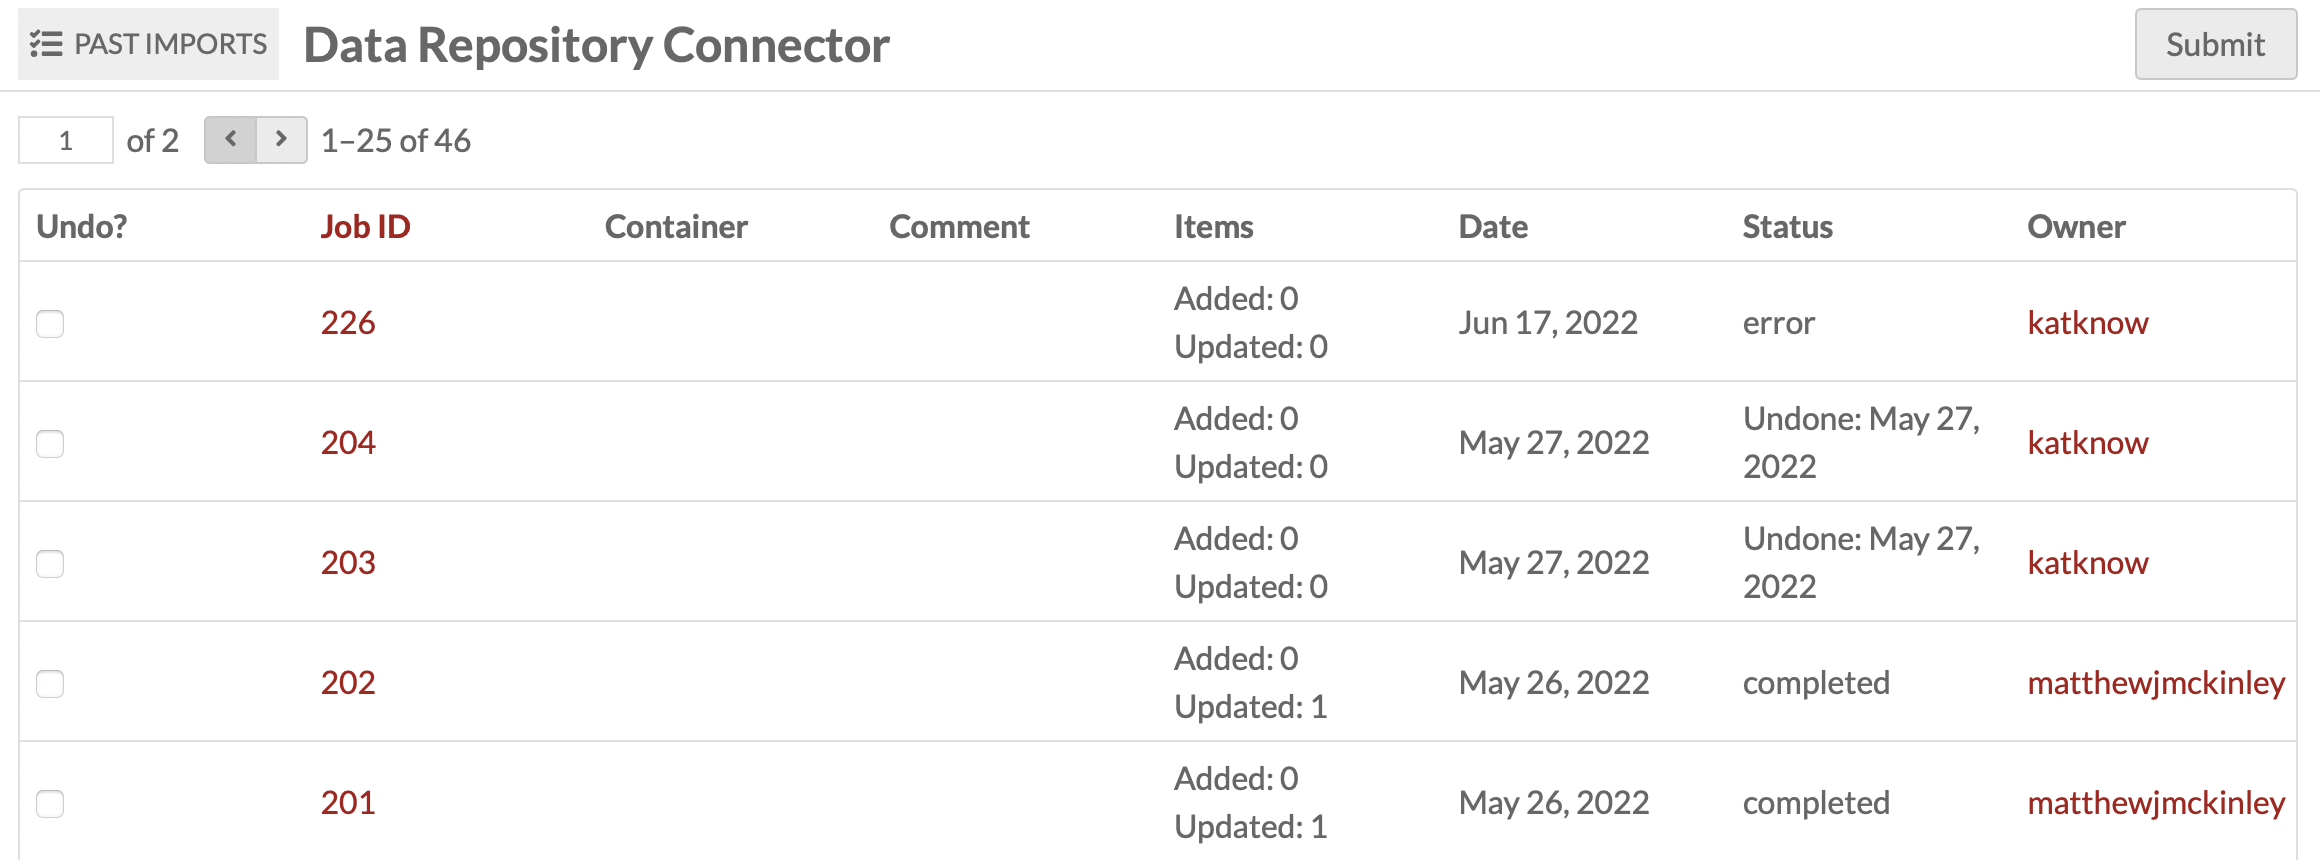 PAST IMPORTS Data Repository Connector Submit
1 of 2 1–25 of 46
Undo? Job ID Container Comment Items Date Status Owner
226 Added: 0 Updated: 0 Jun 17, 2022 error katknow
204 Added: 0 Updated: 0 May 27, 2022 Undone: May 27, 2022 katknow
203 Added: 0 Updated: 0 May 27, 2022 Undone: May 27, 2022 katknow
202 Added: 0 Updated: 1 May 26, 2022 completed matthewjmckinley
201 Added: 0 Updated: 1 May 26, 2022 completed matthewjmckinley